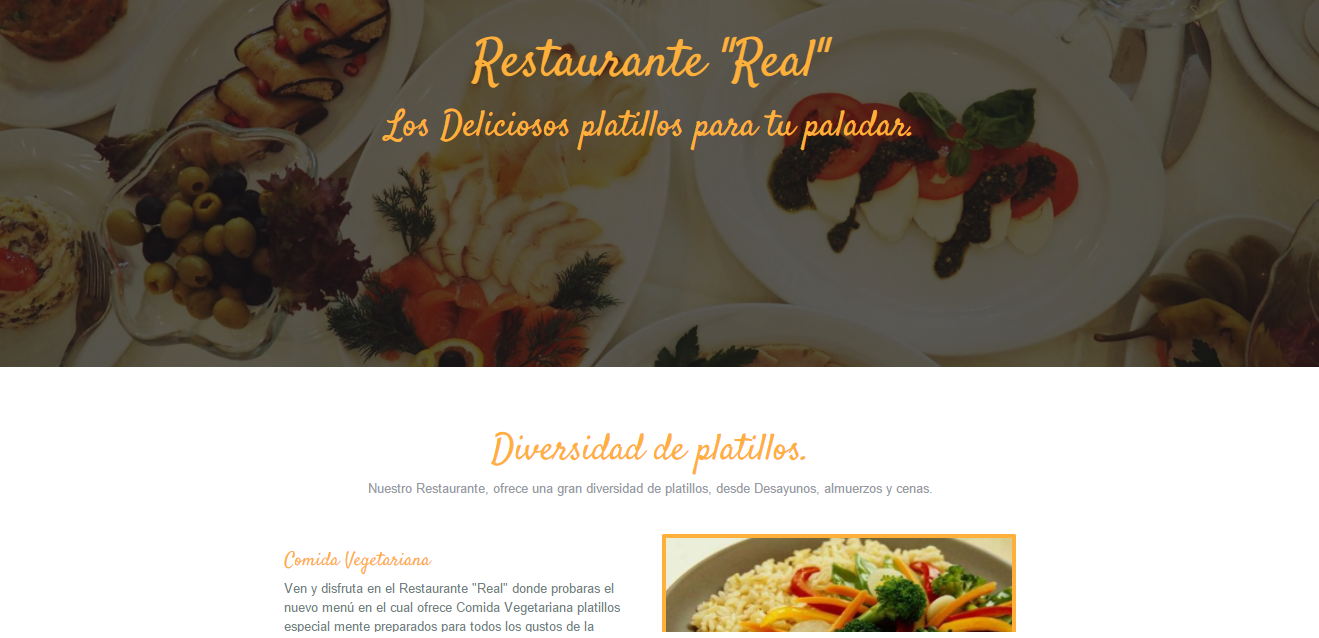 Restaurante "Real"
Los Deliciosos platillos para tu paladar.
Diversidad de platillos.
Nuestro Restaurante, ofrece una gran diversidad de platillos, desde Desayunos, almuerzos y cenas.
Comida Vegetariana
Ven y disfruta en el Restaurante "Real" donde probaras el
nuevo menú en el cual ofrece Comida Vegetariana platillos
especial mente preparados para todos los gustos de la